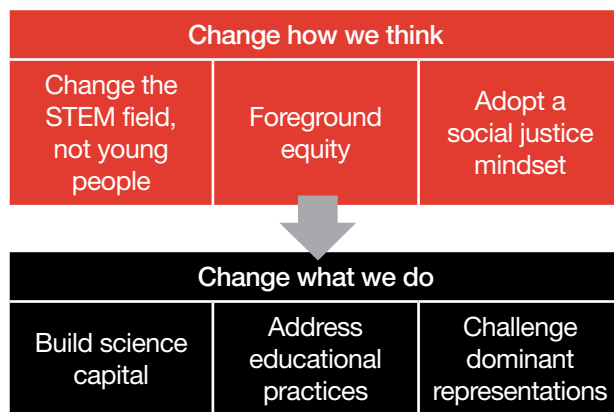 Change how we think
Change the
STEM field,
not young
people
Foreground
equity
Adopt a
social justice
mindset
Change what we do
Build science
capital
Address
educational
practices
Challenge
dominant
representations